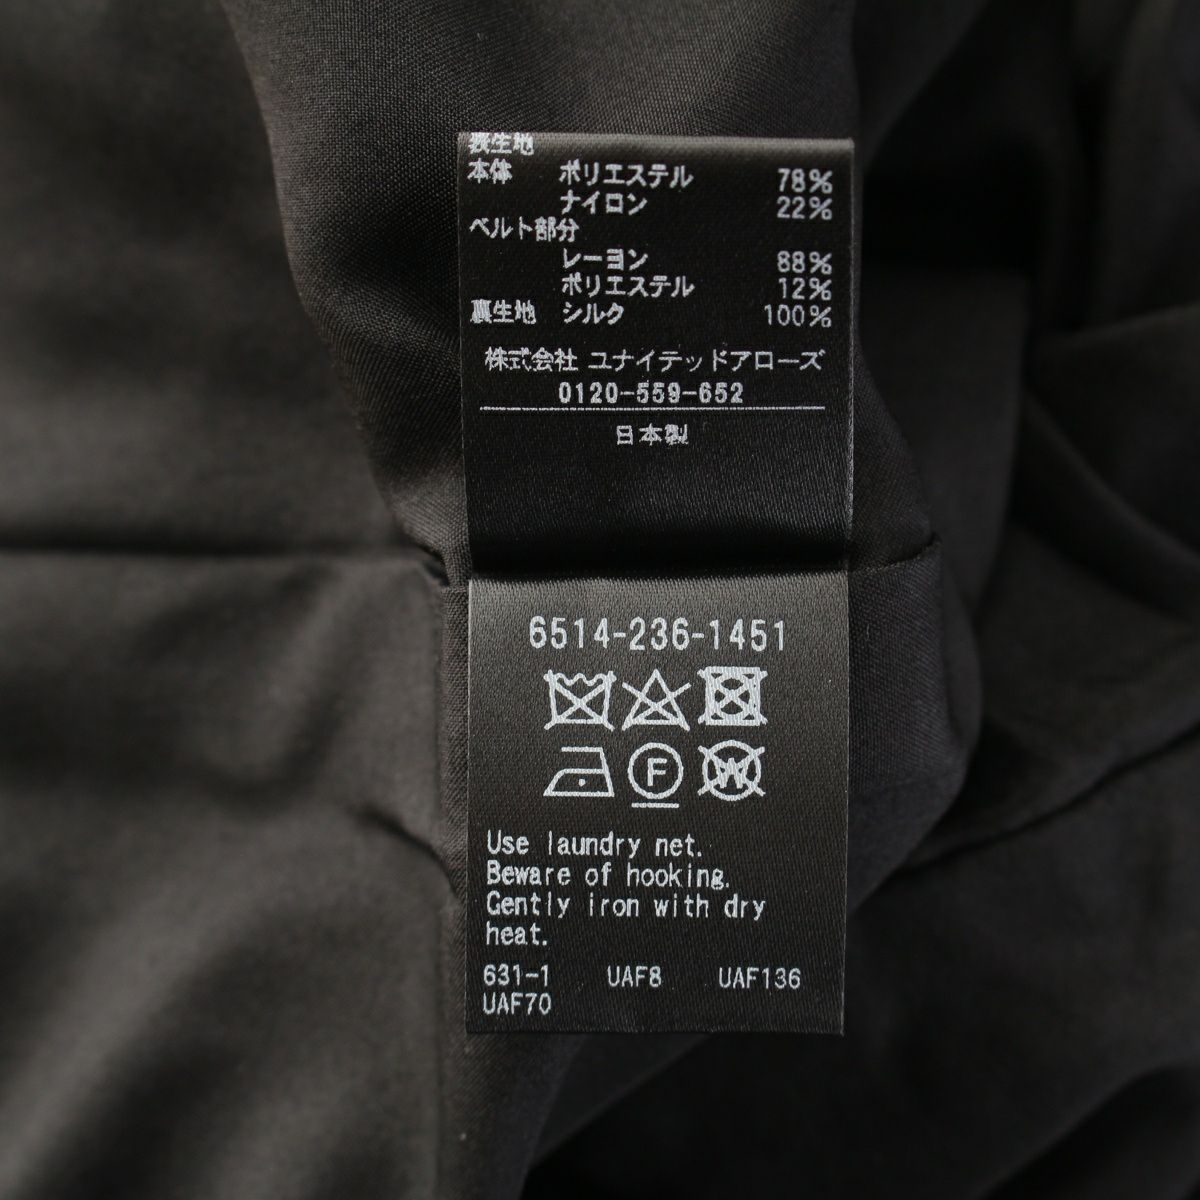 表生地
本体 ポリエステル 78%
ナイロン 22%
ベルト部分
レーヨン 88%
ポリエステル 12%
裏生地 シルク 100%
株式会社 ユナイテッドアローズ
0120-559-652
日本製
6514-236-1451
F W
Use laundry net.
Beware of hooking.
Gently iron with dry
heat.
631-1 UAF8 UAF136
UAF70